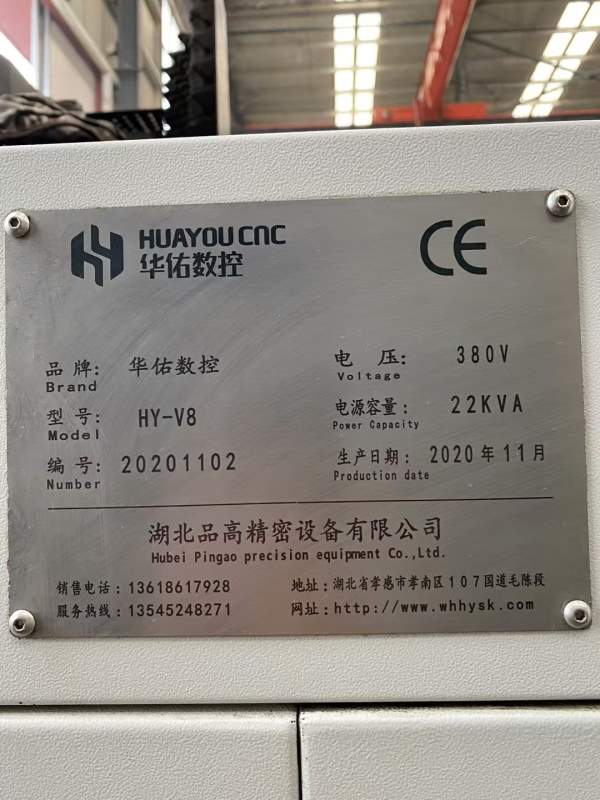 HUAYOU CNC
华佑数控
CE
品牌: 华佑数控
Brand
型号: HY-V8
Model
编号: 20201102
Number
电压: 380V
Voltage
电源容量: 22KVA
Power Capacity
生产日期: 2020年11月
Production date
湖北品高精密设备有限公司
Hubei Pingao precision equipment Co.,Ltd.
销售电话:13618617928
服务热线:13545248271
地址:湖北省孝感市孝南区107国道毛陈段
网址:http://www.whhysk.com